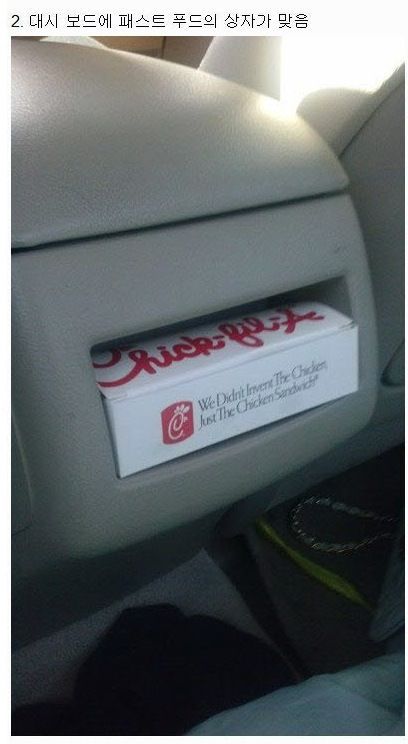 2. 대시 보드에 패스트 푸드의 상자가 맞음
Chick-fil-A
We Didn't Invent The Chicken,
Just The Chicken Sandwich®